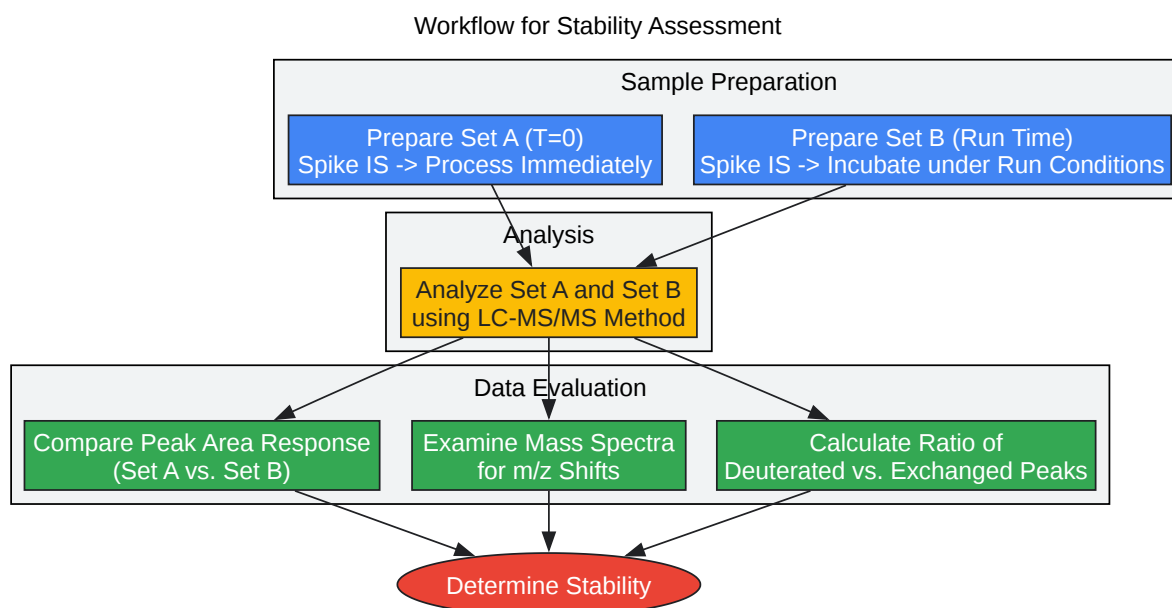 Workflow for Stability Assessment
Sample Preparation
Prepare Set A (T=0)
Spike IS -> Process Immediately
Prepare Set B (Run Time)
Spike IS -> Incubate under Run Conditions
Analysis
Analyze Set A and Set B
using LC-MS/MS Method
Data Evaluation
Compare Peak Area Response
(Set A vs. Set B)
Examine Mass Spectra
for m/z Shifts
Calculate Ratio of
Deuterated vs. Exchanged Peaks
Determine Stability